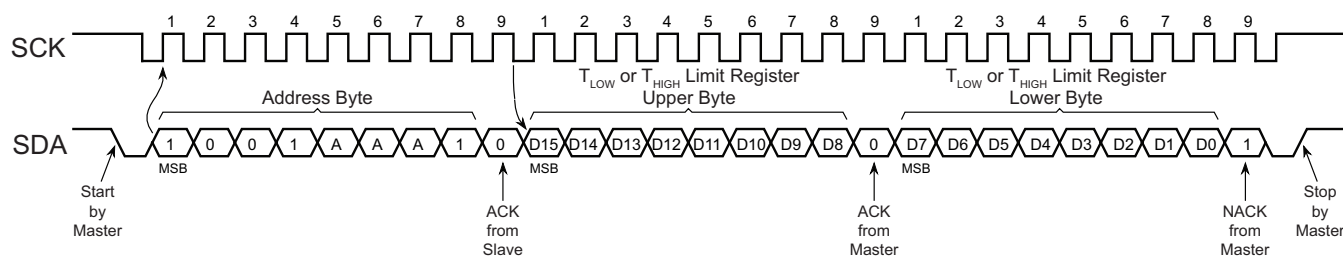 SCK
1 2 3 4 5 6 7 8 9 1 2 3 4 5 6 7 8 9 1 2 3 4 5 6 7 8 9
T_LOW or T_HIGH Limit Register T_LOW or T_HIGH Limit Register
Address Byte Upper Byte Lower Byte
SDA
1 0 0 1 A A A 1 0 D15 D14 D13 D12 D11 D10 D9 D8 0 D7 D6 D5 D4 D3 D2 D1 D0 1
MSB MSB MSB
Start
by
Master
ACK
from
Slave
ACK
from
Master
NACK
from
Master
Stop
by
Master